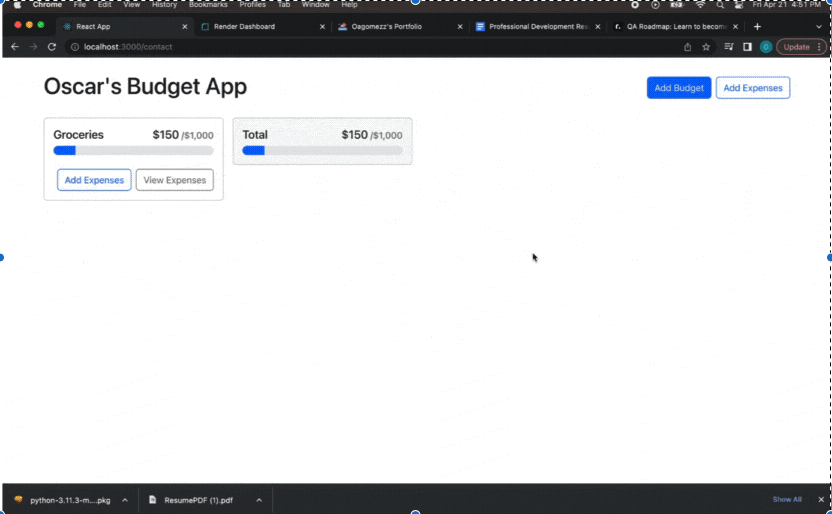 Chrome File Edit View History Bookmarks Profiles Tab Window Help Fri Apr 21 4:51 PM
React App Render Dashboard Oagomezz's Portfolio Professional Development Re QA Roadmap: Learn to becom
localhost:3000/contact Update
Oscar's Budget App Add Budget Add Expenses
Groceries $150 /$1,000 Total $150 /$1,000
Add Expenses View Expenses
python-3.11.3-m....pkg ResumePDF (1).pdf Show All